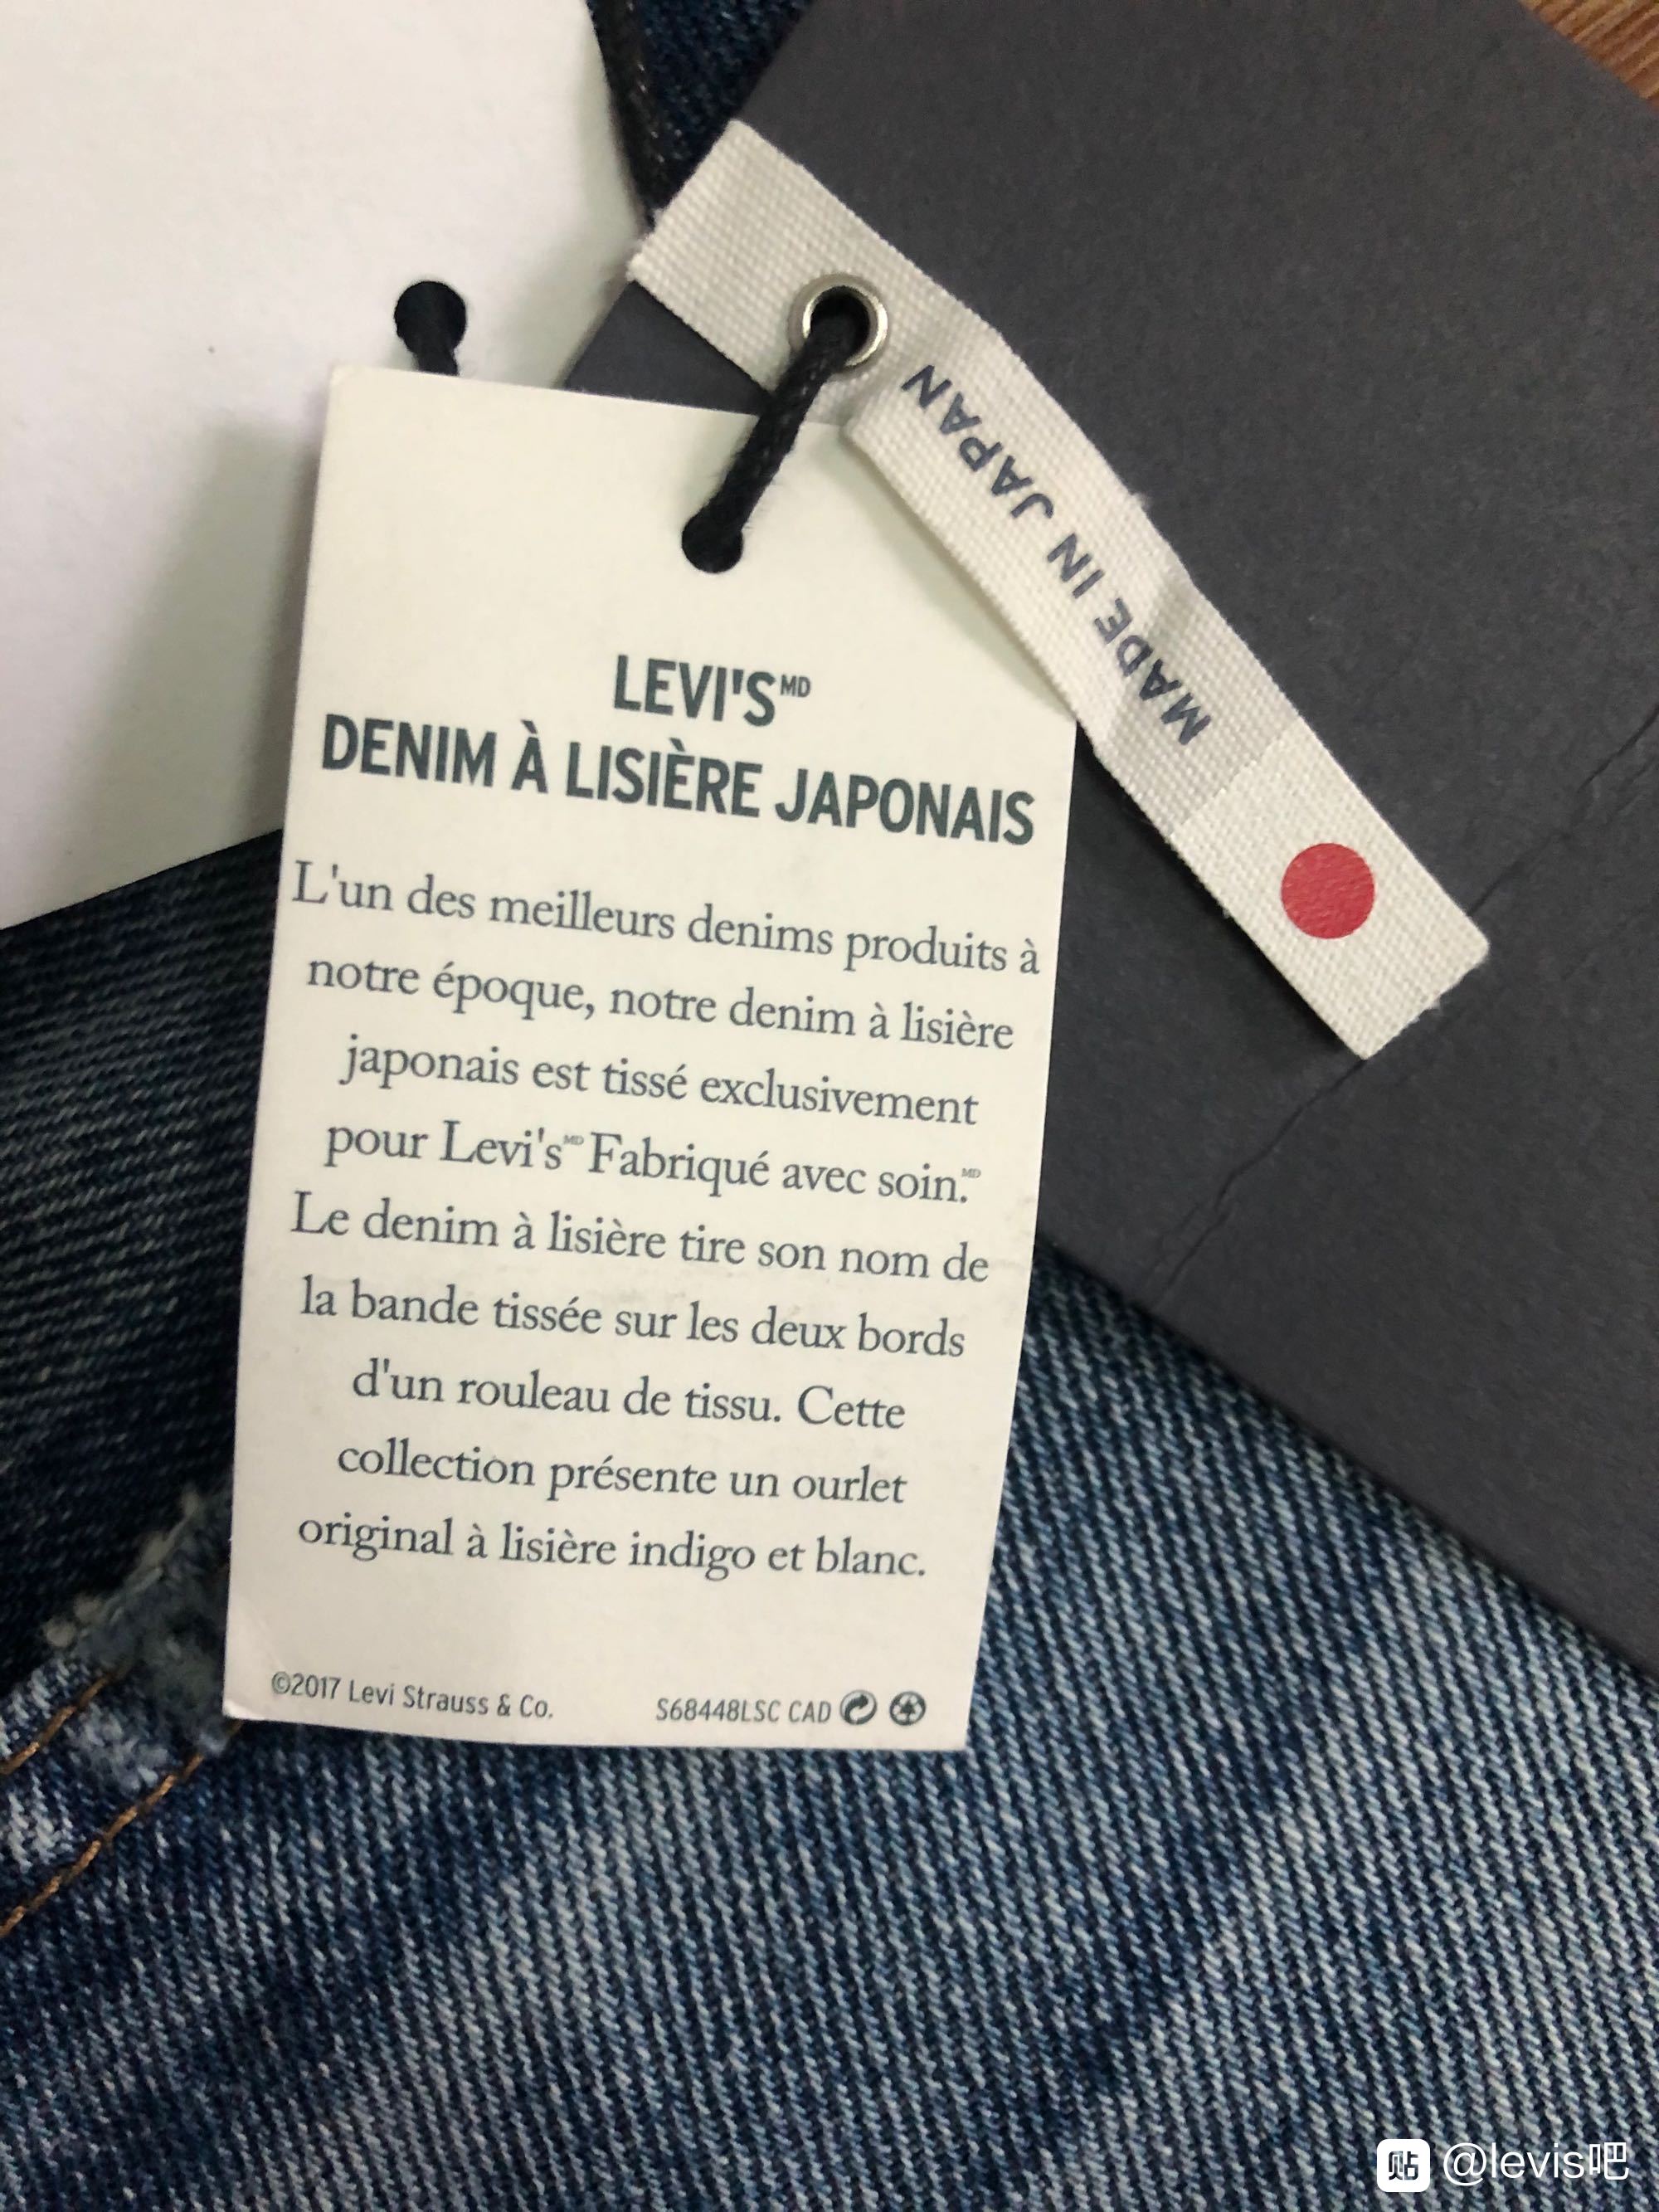 MADE IN JAPAN
LEVI'S MD
DENIM À LISIÈRE JAPONAIS
L'un des meilleurs denims produits à
notre époque, notre denim à lisière
japonais est tissé exclusivement
pour Levi's MD Fabriqué avec soin. MD
Le denim à lisière tire son nom de
la bande tissée sur les deux bords
d'un rouleau de tissu. Cette
collection présente un ourlet
original à lisière indigo et blanc.
©2017 Levi Strauss & Co. S68448LSC CAD
贴 @levis吧